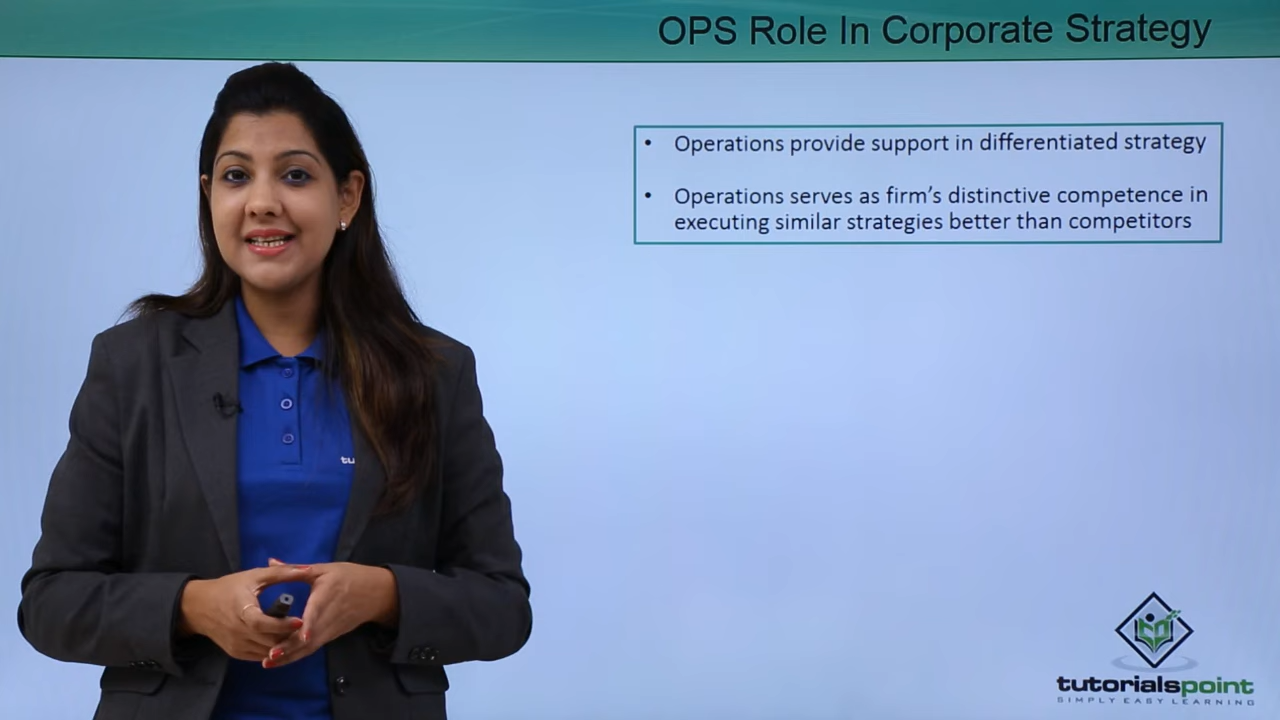 OPS Role In Corporate Strategy
• Operations provide support in differentiated strategy
• Operations serves as firm's distinctive competence in
executing similar strategies better than competitors
tu
tutorialspoint
SIMPLY EASY LEARNING